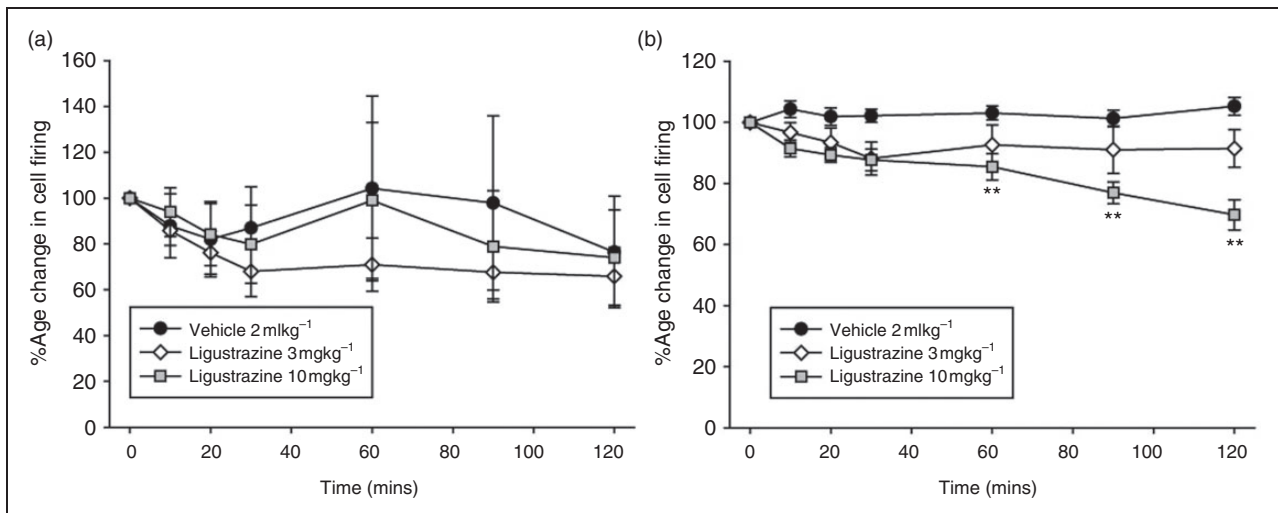 (a)
160
140
120
100
80
60
40
20
0
%Age change in cell firing
Vehicle 2 mlkg⁻¹
Ligustrazine 3 mgkg⁻¹
Ligustrazine 10 mgkg⁻¹
0 20 40 60 80 100 120
Time (mins)
(b)
120
100
80
60
40
20
0
%Age change in cell firing
**
**
**
Vehicle 2 mlkg⁻¹
Ligustrazine 3 mgkg⁻¹
Ligustrazine 10 mgkg⁻¹
0 20 40 60 80 100 120
Time (mins)